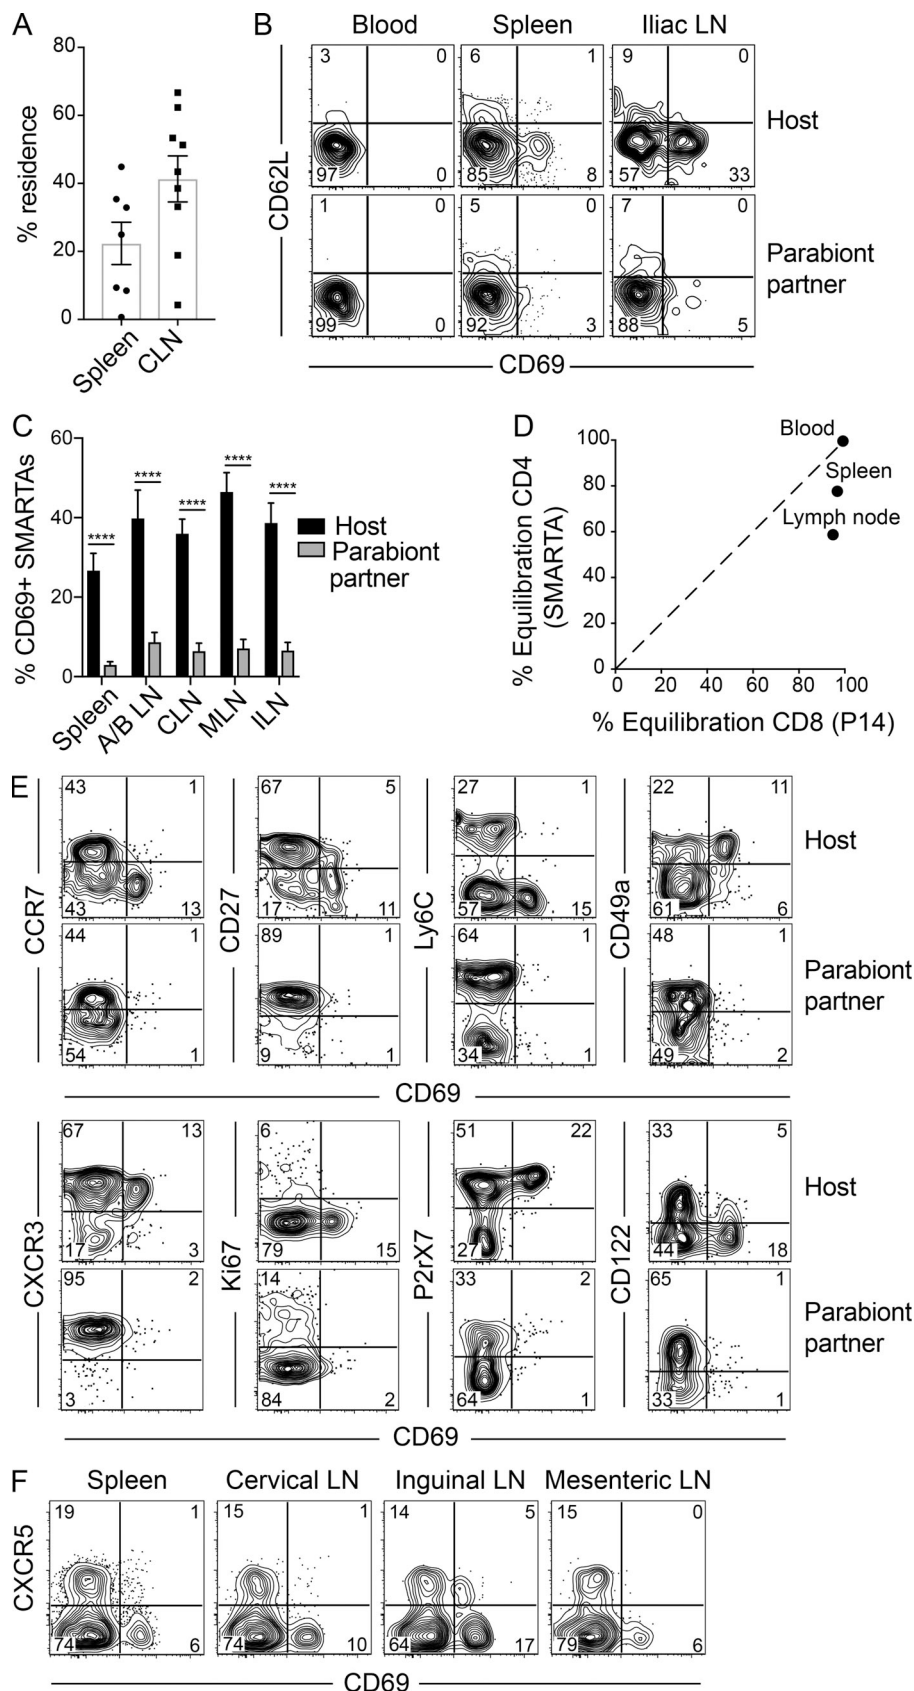 A
80
60
40
20
0
% residence
Spleen
CLN
B
Blood
Spleen
Iliac LN
3 0
97 0
6 1
85 8
9 0
57 33
Host
1 0
99 0
5 0
92 3
7 0
88 5
Parabiont
partner
CD62L
CD69
C
60
40
20
0
% CD69+ SMARTAs
****
****
****
****
****
Host
Parabiont
partner
Spleen
A/B LN
CLN
MLN
ILN
D
100
80
60
40
20
0
% Equilibration CD4
(SMARTA)
Blood
Spleen
Lymph node
0 20 40 60 80 100
% Equilibration CD8 (P14)
E
CCR7
43 1
43 13
44 1
54 1
CD27
67 5
17 11
89 1
9 1
Ly6C
27 1
57 15
64 1
34 1
CD49a
22 11
61 6
48 1
49 2
Host
Parabiont
partner
CD69
CXCR3
67 13
17 3
95 2
3
Ki67
6
79 15
14
84 2
P2rX7
51 22
27
33 2
64 1
CD122
33 5
44 18
65 1
33 1
Host
Parabiont
partner
CD69
F
Spleen
Cervical LN
Inguinal LN
Mesenteric LN
CXCR5
19 1
74 6
15 1
74 10
14 5
64 17
15 0
79 6
CD69